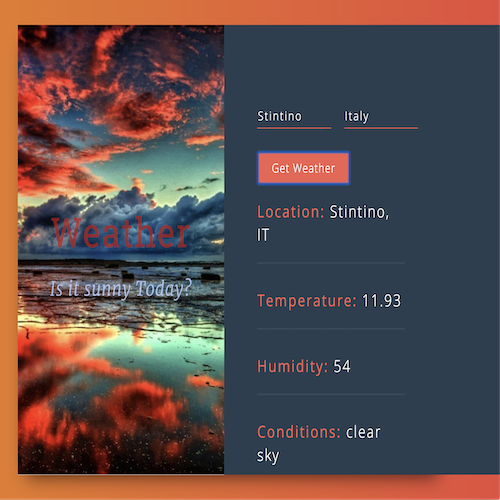 Weather
Is it sunny Today?
Stintino Italy
Get Weather
Location: Stintino,
IT
Temperature: 11.93
Humidity: 54
Conditions: clear
sky